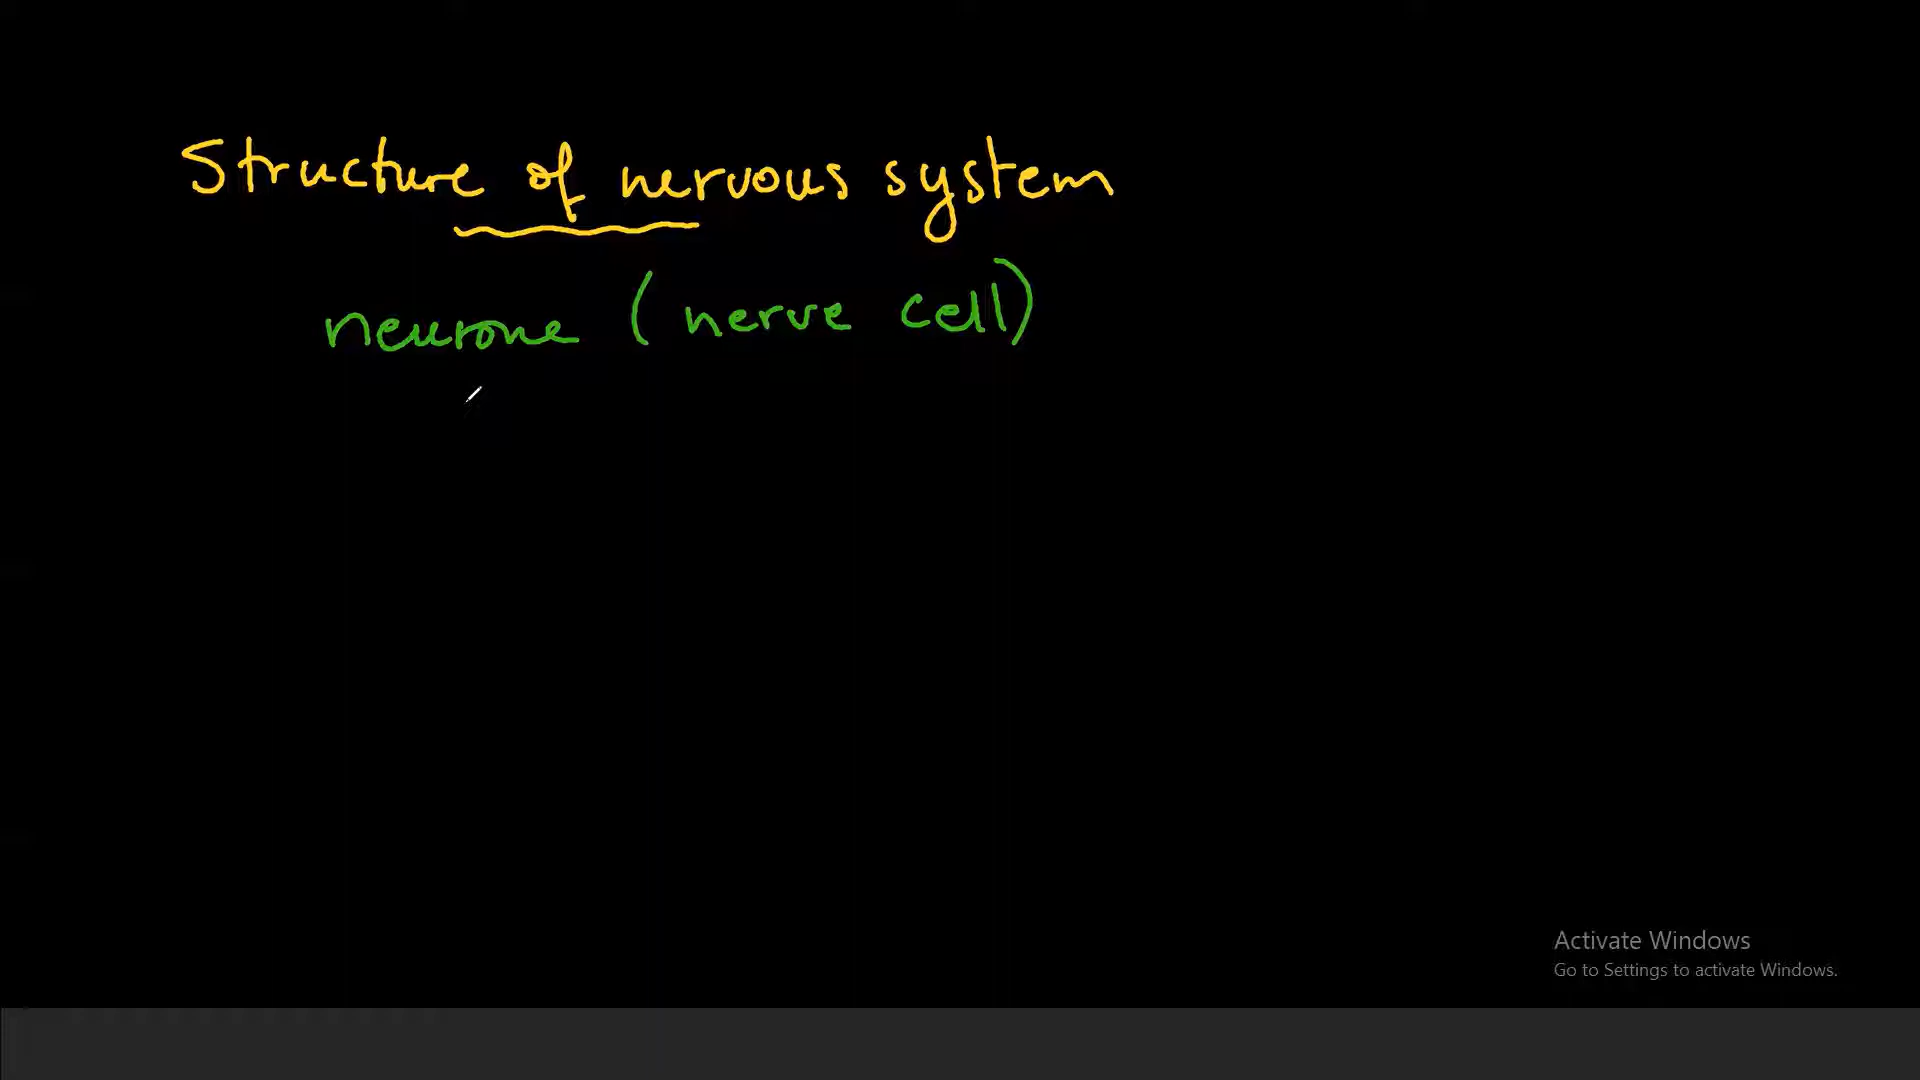 Structure of nervous system
neurone (nerve cell)
Activate Windows
Go to Settings to activate Windows.